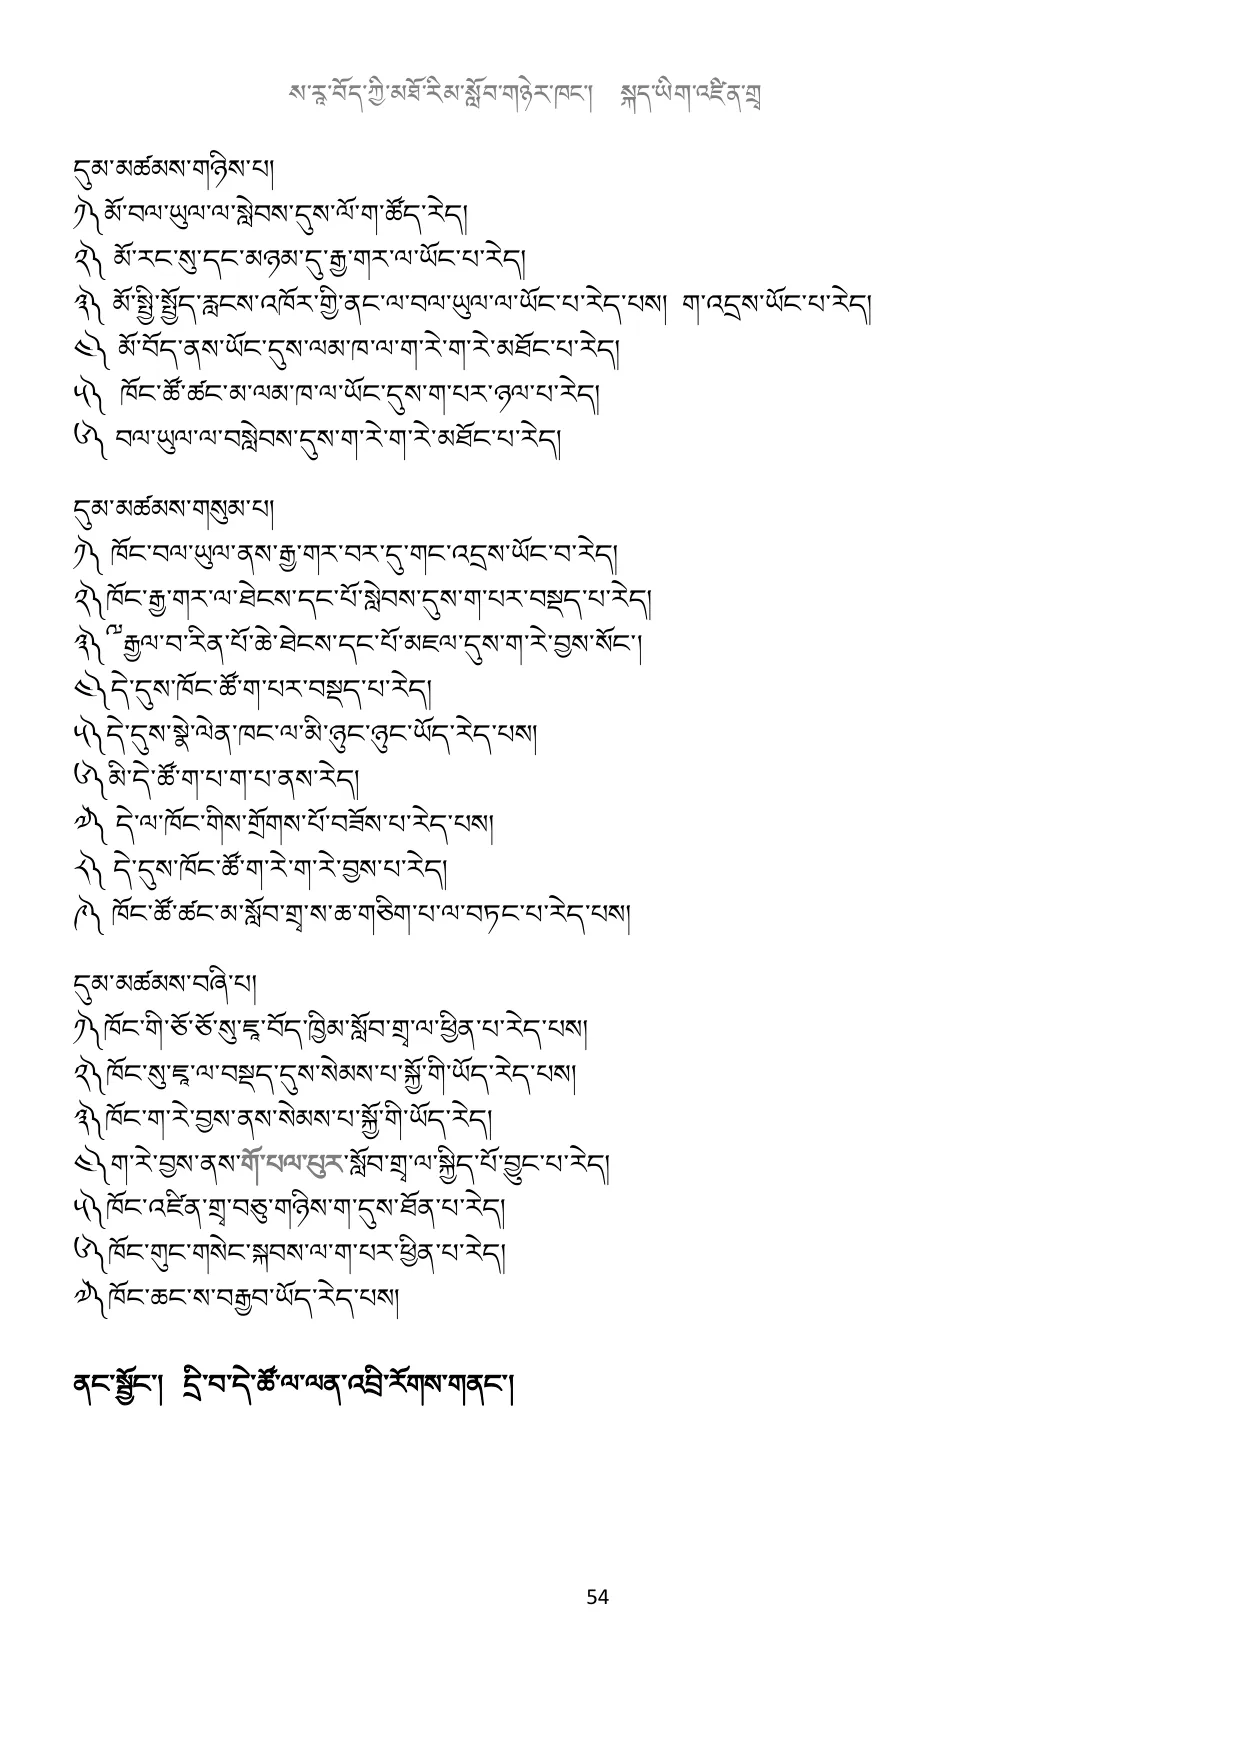 ས་རཱ་བོད་ཀྱི་མཐོ་རིམ་སློབ་གཉེར་ཁང་།  སྐད་ཡིག་འཛིན་གྲྭ
དུམ་མཚམས་གཉིས་པ།
༡༽ མོ་བལ་ཡུལ་ལ་སླེབས་དུས་ལོ་ག་ཚོད་རེད།
༢༽ མོ་རང་སུ་དང་མཉམ་དུ་རྒྱ་གར་ལ་ཡོང་པ་རེད།
༣༽ མོ་སྤྱི་སྤྱོད་རླངས་འཁོར་གྱི་ནང་ལ་བལ་ཡུལ་ལ་ཡོང་པ་རེད་པས།  ག་འདྲས་ཡོང་པ་རེད།
༤༽ མོ་བོད་ནས་ཡོང་དུས་ལམ་ཁ་ལ་ག་རེ་ག་རེ་མཐོང་པ་རེད།
༥༽ ཁོང་ཚོ་ཚང་མ་ལམ་ཁ་ལ་ཡོང་དུས་ག་པར་ཉལ་པ་རེད།
༦༽ བལ་ཡུལ་ལ་བསླེབས་དུས་ག་རེ་ག་རེ་མཐོང་པ་རེད།
དུམ་མཚམས་གསུམ་པ།
༡༽ ཁོང་བལ་ཡུལ་ནས་རྒྱ་གར་བར་དུ་གང་འདྲས་ཡོང་བ་རེད།
༢༽ ཁོང་རྒྱ་གར་ལ་ཐེངས་དང་པོ་སླེབས་དུས་ག་པར་བསྡད་པ་རེད།
༣༽ ྸརྒྱལ་བ་རིན་པོ་ཆེ་ཐེངས་དང་པོ་མཇལ་དུས་ག་རེ་བྱས་སོང་།
༤༽ དེ་དུས་ཁོང་ཚོ་ག་པར་བསྡད་པ་རེད།
༥༽ དེ་དུས་སྣེ་ལེན་ཁང་ལ་མི་ཉུང་ཉུང་ཡོད་རེད་པས།
༦༽ མི་དེ་ཚོ་ག་པ་ག་པ་ནས་རེད།
༧༽ དེ་ལ་ཁོང་གིས་གྲོགས་པོ་བཟོས་པ་རེད་པས།
༨༽ དེ་དུས་ཁོང་ཚོ་ག་རེ་ག་རེ་བྱས་པ་རེད།
༩༽ ཁོང་ཚོ་ཚང་མ་སློབ་གྲྭ་ས་ཆ་གཅིག་པ་ལ་བཏང་པ་རེད་པས།
དུམ་མཚམས་བཞི་པ།
༡༽ ཁོང་གི་ཅོ་ཅོ་སུ་ཇཱ་བོད་ཁྱིམ་སློབ་གྲྭ་ལ་ཕྱིན་པ་རེད་པས།
༢༽ ཁོང་སུ་ཇཱ་ལ་བསྡད་དུས་སེམས་པ་སྐྱོ་གི་ཡོད་རེད་པས།
༣༽ ཁོང་ག་རེ་བྱས་ནས་སེམས་པ་སྐྱོ་གི་ཡོད་རེད།
༤༽ ག་རེ་བྱས་ནས་གོ་པལ་པུར་སློབ་གྲྭ་ལ་སྐྱིད་པོ་བྱུང་པ་རེད།
༥༽ ཁོང་འཛིན་གྲྭ་བཅུ་གཉིས་ག་དུས་ཐོན་པ་རེད།
༦༽ ཁོང་གུང་གསེང་སྐབས་ལ་ག་པར་ཕྱིན་པ་རེད།
༧༽ ཁོང་ཆང་ས་བརྒྱབ་ཡོད་རེད་པས།
ནང་སྦྱོང་།  དྲི་བ་དེ་ཚོ་ལ་ལན་འབྲི་རོགས་གནང་།
54